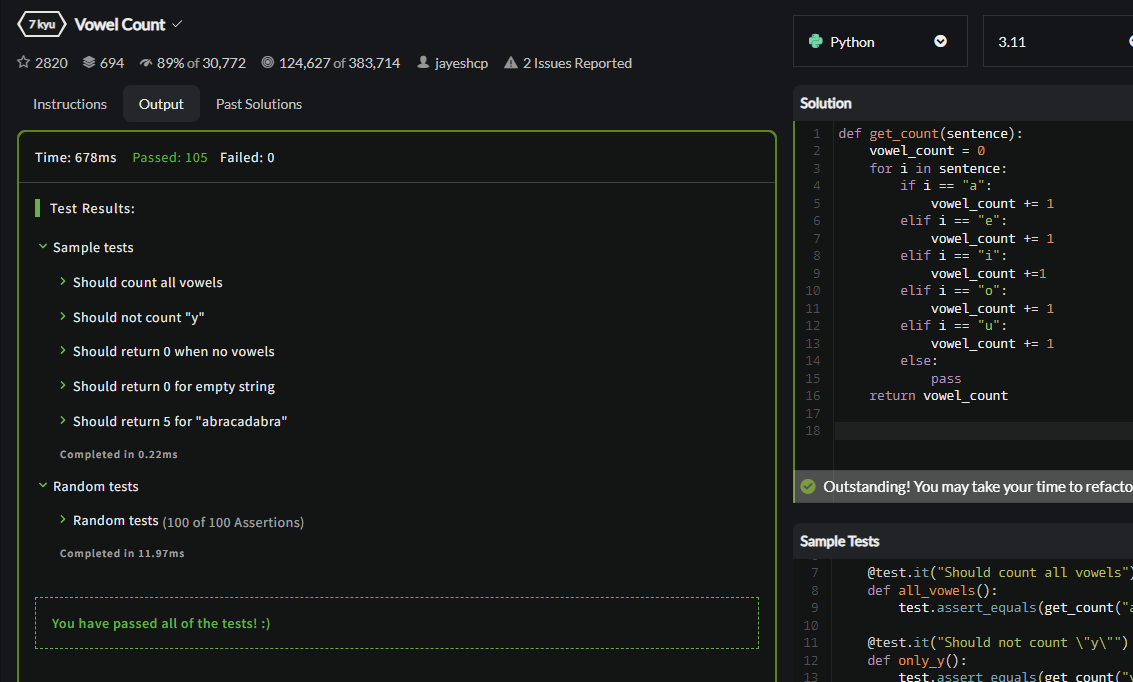 7 kyu Vowel Count
2820 694 89% of 30,772 124,627 of 383,714 jayeshcp 2 Issues Reported
Instructions Output Past Solutions
Time: 678ms Passed: 105 Failed: 0
Test Results:
Sample tests
Should count all vowels
Should not count "y"
Should return 0 when no vowels
Should return 0 for empty string
Should return 5 for "abracadabra"
Completed in 0.22ms
Random tests
Random tests (100 of 100 Assertions)
Completed in 11.97ms
You have passed all of the tests! :)
Python 3.11
Solution
1 def get_count(sentence):
2 vowel_count = 0
3 for i in sentence:
4 if i == "a":
5 vowel_count += 1
6 elif i == "e":
7 vowel_count += 1
8 elif i == "i":
9 vowel_count +=1
10 elif i == "o":
11 vowel_count += 1
12 elif i == "u":
13 vowel_count += 1
14 else:
15 pass
16 return vowel_count
17
18
Outstanding! You may take your time to refacto
Sample Tests
7 @test.it("Should count all vowels")
8 def all_vowels():
9 test.assert_equals(get_count("a
10
11 @test.it("Should not count \"y\"")
12 def only_y():
13 test.assert_equals(get_count("y